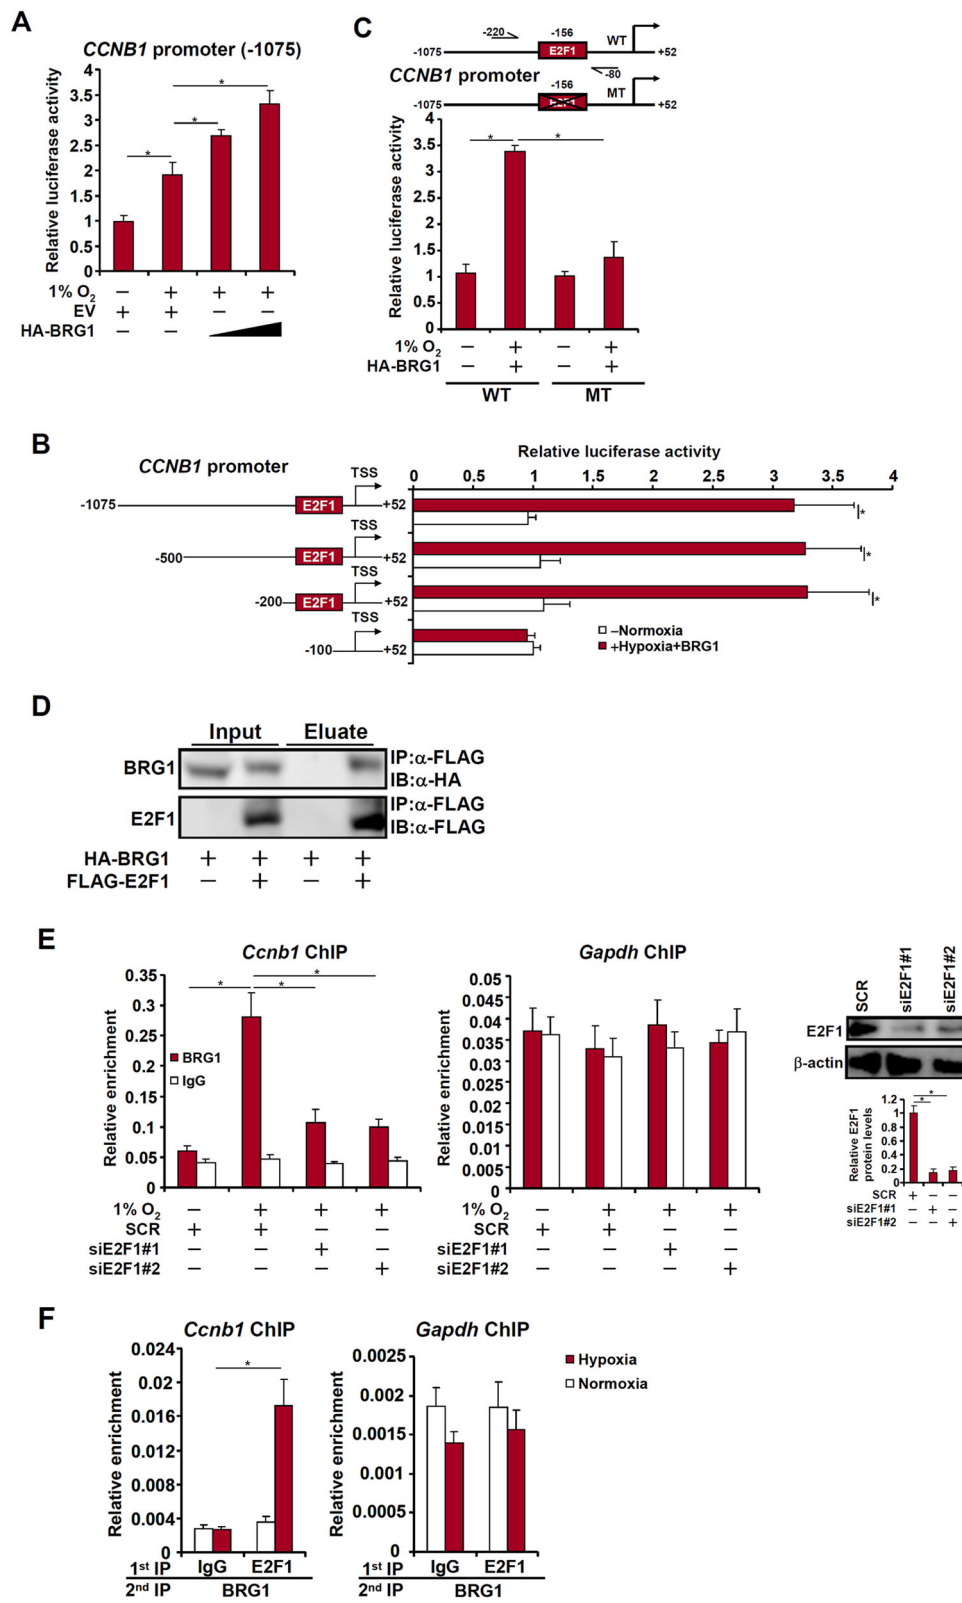 A
CCNB1 promoter (-1075)
Relative luciferase activity
4
3.5
3
2.5
2
1.5
1
0.5
0
*
*
*
1% O2 – + + +
EV + + – –
HA-BRG1 – –
C
-220
-156
E2F1
WT
-1075
+52
-80
CCNB1 promoter
-156
E2F1
MT
-1075
+52
Relative luciferase activity
4
3.5
3
2.5
2
1.5
1
0.5
0
*
*
1% O2 – + – +
HA-BRG1 – + – +
WT MT
B
CCNB1 promoter
Relative luciferase activity
0 0.5 1 1.5 2 2.5 3 3.5 4
TSS
-1075 E2F1 +52
*
TSS
-500 E2F1 +52
*
TSS
-200 E2F1 +52
*
TSS
-100 +52
–Normoxia
+Hypoxia+BRG1
D
Input Eluate
BRG1
IP:α-FLAG
IB:α-HA
E2F1
IP:α-FLAG
IB:α-FLAG
HA-BRG1 + + + +
FLAG-E2F1 – + – +
E
Ccnb1 ChIP
Relative enrichment
0.35
0.30
0.25
0.20
0.15
0.10
0.05
0
*
*
*
BRG1
IgG
1% O2 – + + +
SCR + + – –
siE2F1#1 – – + –
siE2F1#2 – – – +
Gapdh ChIP
Relative enrichment
0.05
0.045
0.04
0.035
0.03
0.025
0.02
0.015
0.01
0.005
0
1% O2 – + + +
SCR + + – –
siE2F1#1 – – + –
siE2F1#2 – – – +
SCR
siE2F1#1
siE2F1#2
E2F1
β-actin
Relative E2F1
protein levels
1.2
1
0.8
0.6
0.4
0.2
0
*
*
SCR + – –
siE2F1#1 – + –
siE2F1#2 – – +
F
Ccnb1 ChIP
Relative enrichment
0.024
0.02
0.016
0.012
0.008
0.004
0
*
1st IP IgG E2F1
2nd IP BRG1
Gapdh ChIP
Relative enrichment
0.0025
0.002
0.0015
0.001
0.0005
0
1st IP IgG E2F1
2nd IP BRG1
Hypoxia
Normoxia